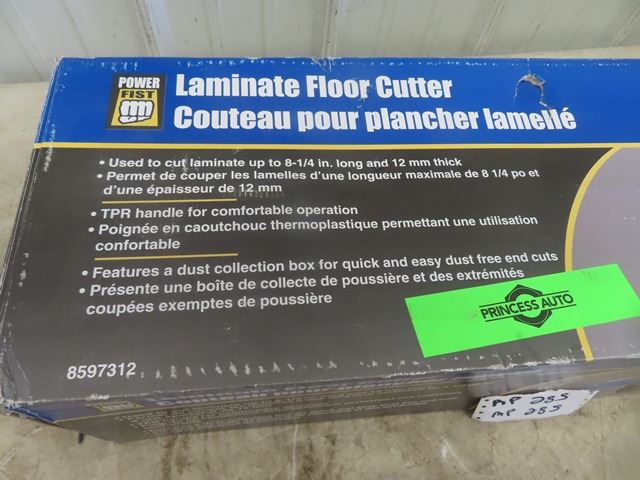 POWER
FIST
Laminate Floor Cutter
Couteau pour plancher lamellé
• Used to cut laminate up to 8-1/4 in. long and 12 mm thick
• Permet de couper les lamelles d'une longueur maximale de 8 1/4 po et
d'une épaisseur de 12 mm
• TPR handle for comfortable operation
• Poignée en caoutchouc thermoplastique permettant une utilisation
confortable
• Features a dust collection box for quick and easy dust free end cuts
• Présente une boîte de collecte de poussière et des extrémités
coupées exemptes de poussière
PRINCESS AUTO
8597312
MP 285
MP 285